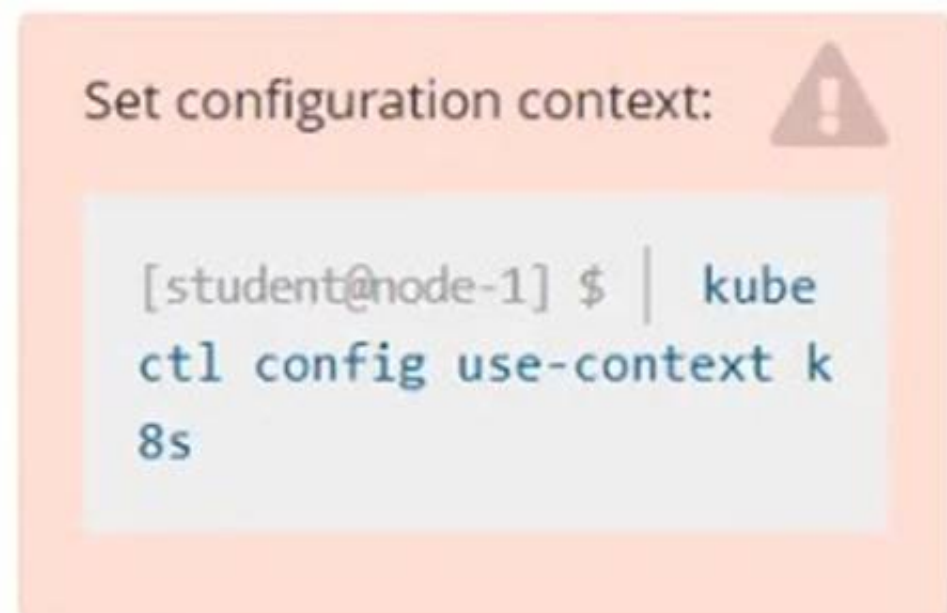 Set configuration context:
[student@node-1] $ | kube
ctl config use-context k
8s